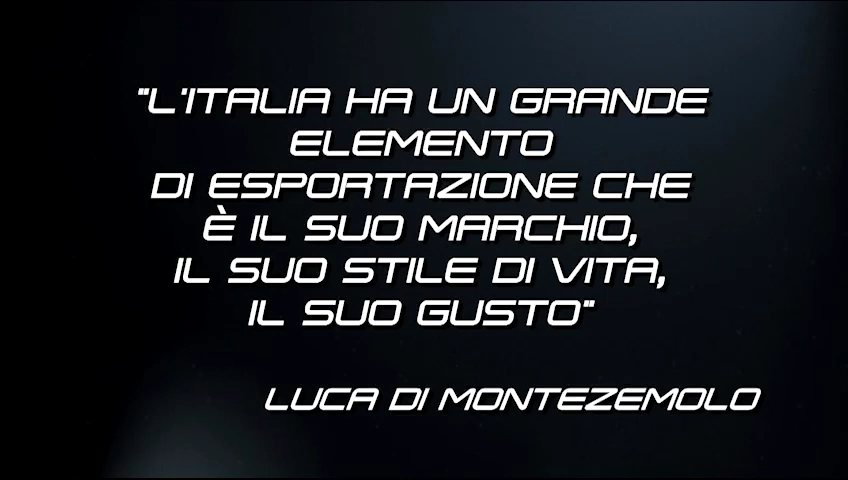 "L'ITALIA HA UN GRANDE
ELEMENTO
DI ESPORTAZIONE CHE
È IL SUO MARCHIO,
IL SUO STILE DI VITA,
IL SUO GUSTO"
LUCA DI MONTEZEMOLO